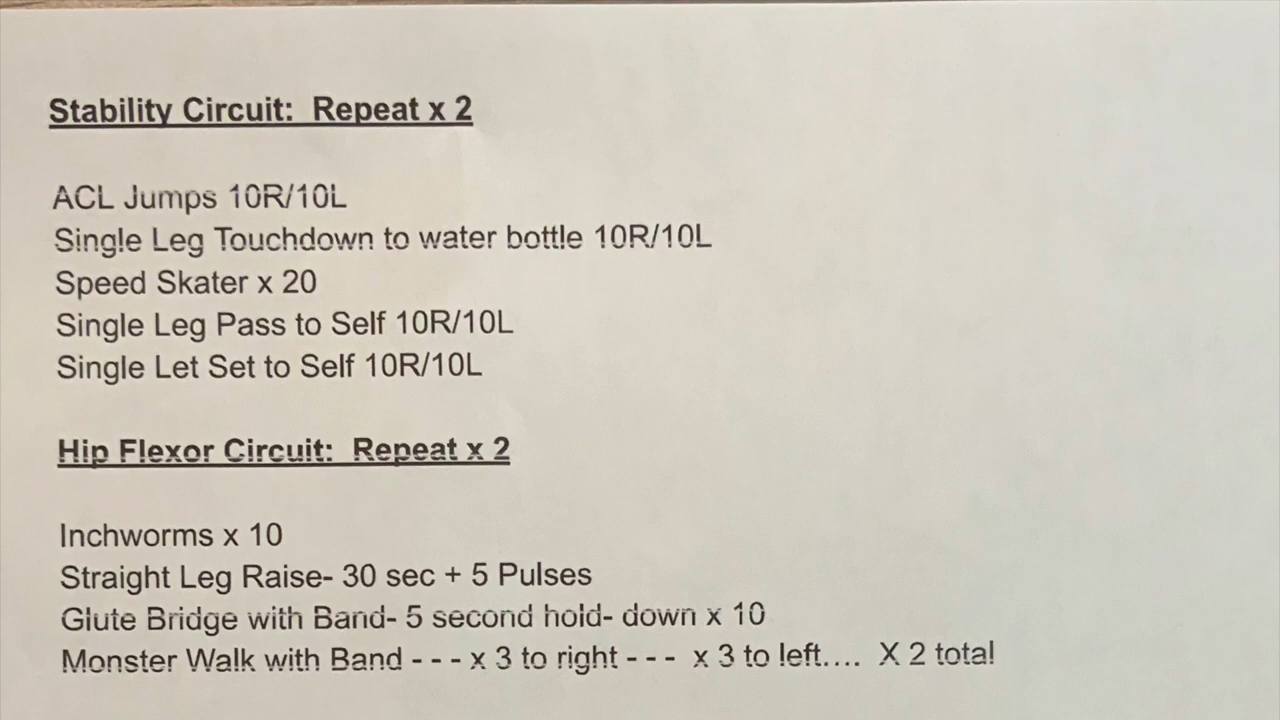 Stability Circuit: Repeat x 2
ACL Jumps 10R/10L
Single Leg Touchdown to water bottle 10R/10L
Speed Skater x 20
Single Leg Pass to Self 10R/10L
Single Let Set to Self 10R/10L
Hip Flexor Circuit: Repeat x 2
Inchworms x 10
Straight Leg Raise- 30 sec + 5 Pulses
Glute Bridge with Band- 5 second hold- down x 10
Monster Walk with Band - - - x 3 to right - - - x 3 to left.... X 2 total